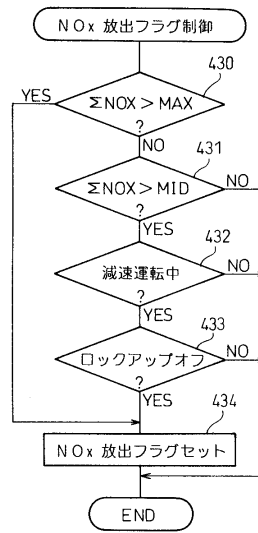 NOx 放出フラグ制御
430
ΣNOX > MAX
?
YES
NO
431
ΣNOX > MID
?
NO
YES
432
減速運転中
?
NO
YES
433
ロックアップオフ
?
NO
YES
434
NOx 放出フラグセット
END